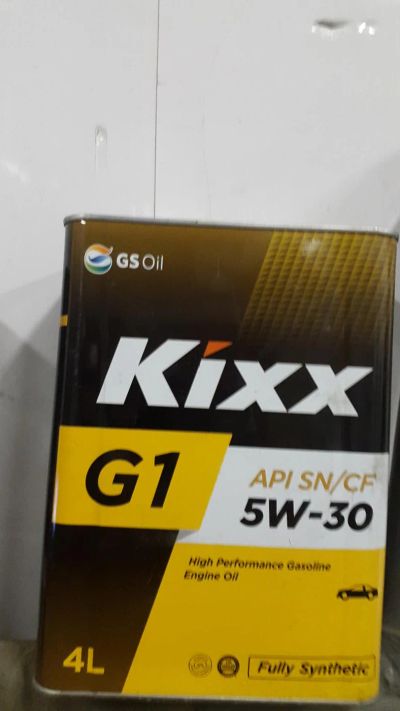 GS Oil
Kixx
G1
API SN/CF
5W-30
High Performance Gasoline
Engine Oil
4L
Fully Synthetic